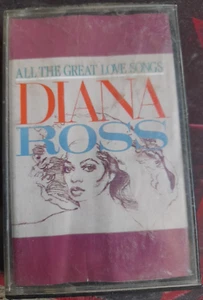 ALL THE GREAT LOVE SONGS
DIANA
ROSS